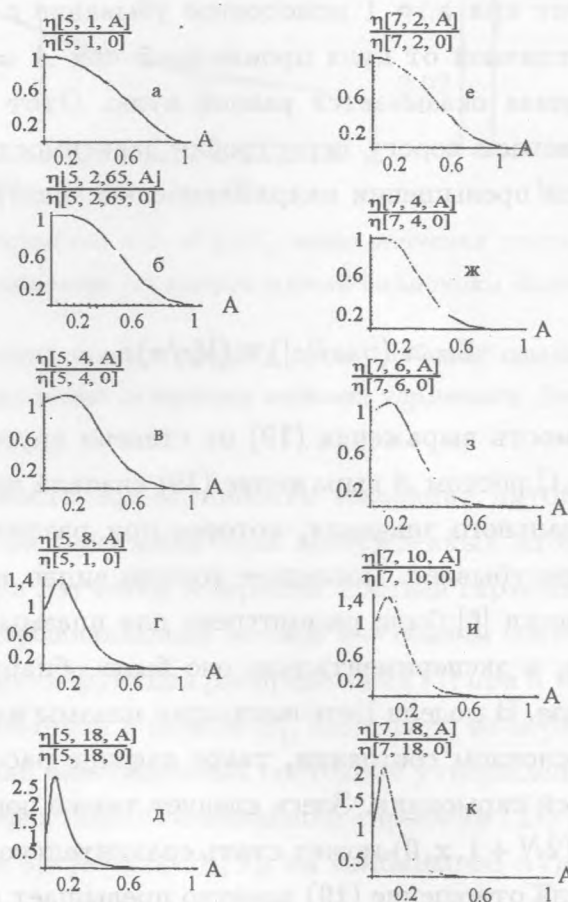 η[5, 1, A]
η[5, 1, 0]
1
0.6
0.2
а
0.2 0.6 1 A
η[5, 2,65, A]
η[5, 2,65, 0]
1
0.6
0.2
б
0.2 0.6 1 A
η[5, 4, A]
η[5, 4, 0]
1
0.6
0.2
в
0.2 0.6 1 A
η[5, 8, A]
η[5, 1, 0]
1.4
1
0.6
0.2
г
0.2 0.6 1 A
η[5, 18, A]
η[5, 18, 0]
2.5
1.5
0.5
д
0.2 0.6 1 A
η[7, 2, A]
η[7, 2, 0]
1
0.6
0.2
е
0.2 0.6 1 A
η[7, 4, A]
η[7, 4, 0]
1
0.6
0.2
ж
0.2 0.6 1 A
η[7, 6, A]
η[7, 6, 0]
1
0.6
0.2
з
0.2 0.6 1 A
η[7, 10, A]
η[7, 10, 0]
1,4
1
0.6
0.2
и
0.2 0.6 1 A
η[7, 18, A]
η[7, 18, 0]
2
1.5
1
0.5
к
0.2 0.6 1 A